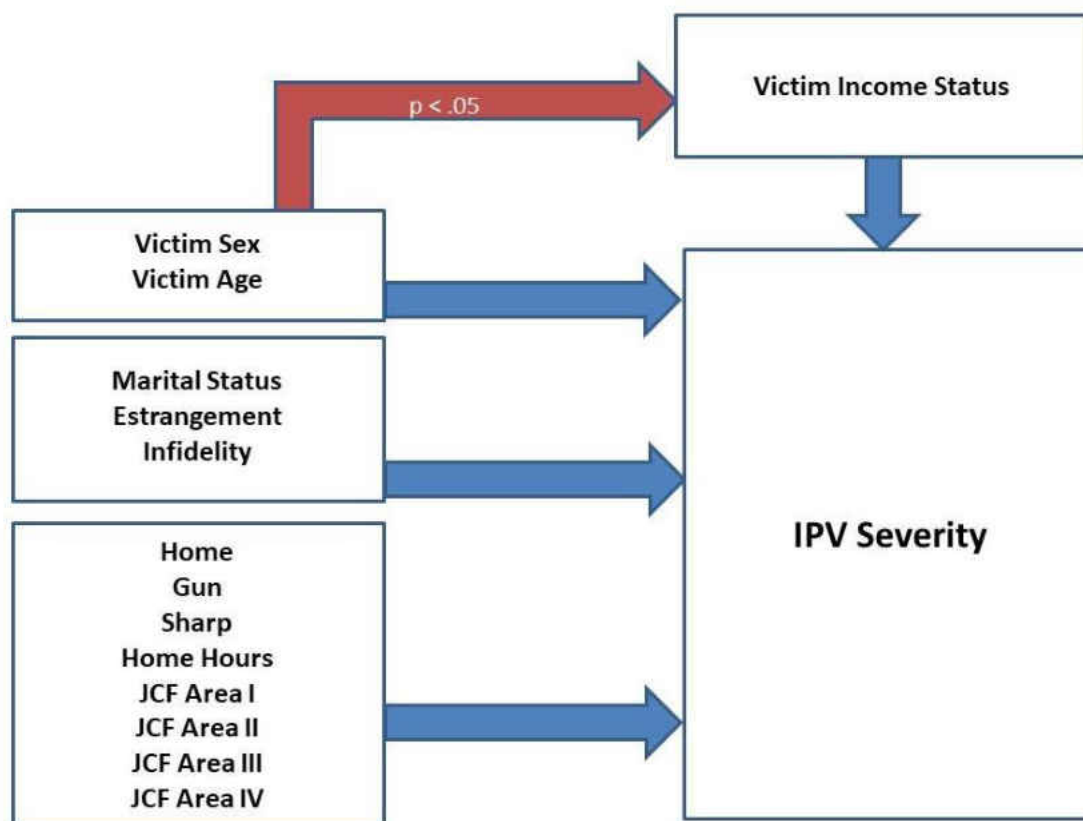 Victim Income Status
p < .05
Victim Sex
Victim Age
Marital Status
Estrangement
Infidelity
IPV Severity
Home
Gun
Sharp
Home Hours
JCF Area I
JCF Area II
JCF Area III
JCF Area IV